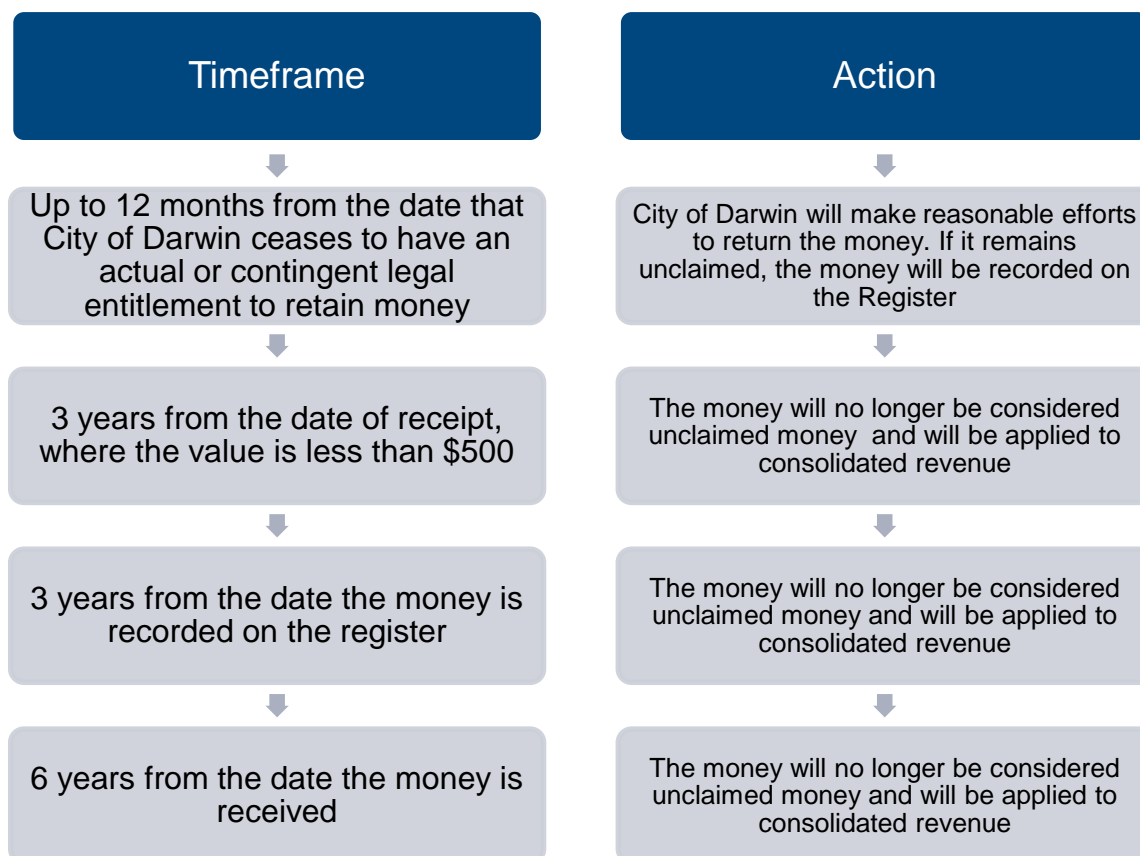 Timeframe
Up to 12 months from the date that
City of Darwin ceases to have an
actual or contingent legal
entitlement to retain money
3 years from the date of receipt,
where the value is less than $500
3 years from the date the money is
recorded on the register
6 years from the date the money is
received
Action
City of Darwin will make reasonable efforts
to return the money. If it remains
unclaimed, the money will be recorded on
the Register
The money will no longer be considered
unclaimed money  and will be applied to
consolidated revenue
The money will no longer be considered
unclaimed money and will be applied to
consolidated revenue
The money will no longer be considered
unclaimed money and will be applied to
consolidated revenue